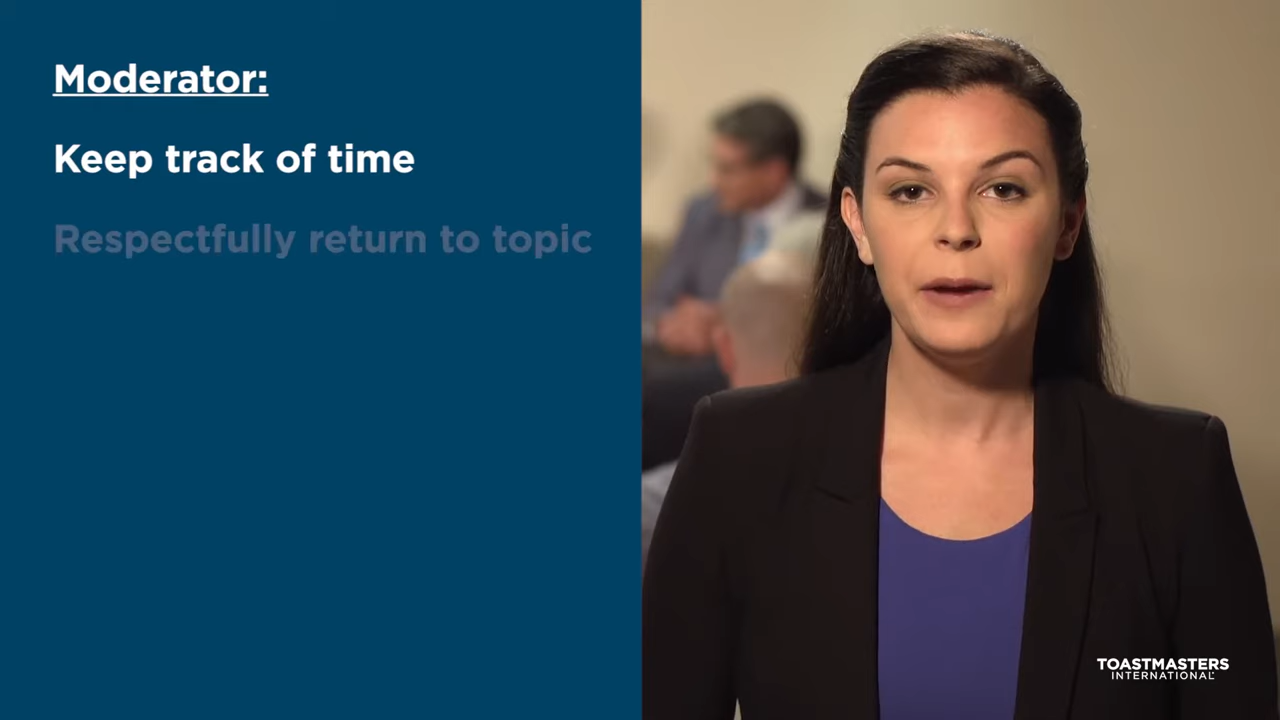 Moderator:
Keep track of time
Respectfully return to topic
TOASTMASTERS
INTERNATIONAL